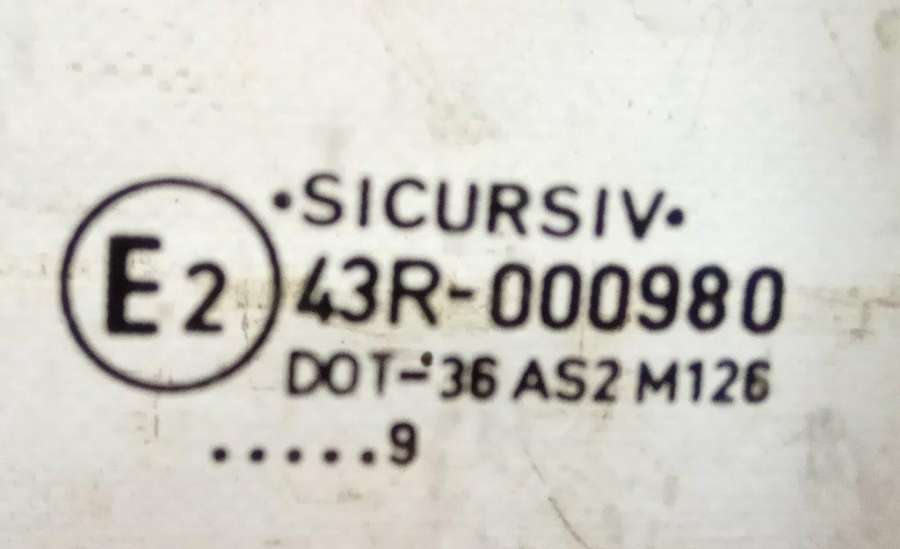 E2
•SICURSIV•
43R-000980
DOT-36 AS2 M126
.....9